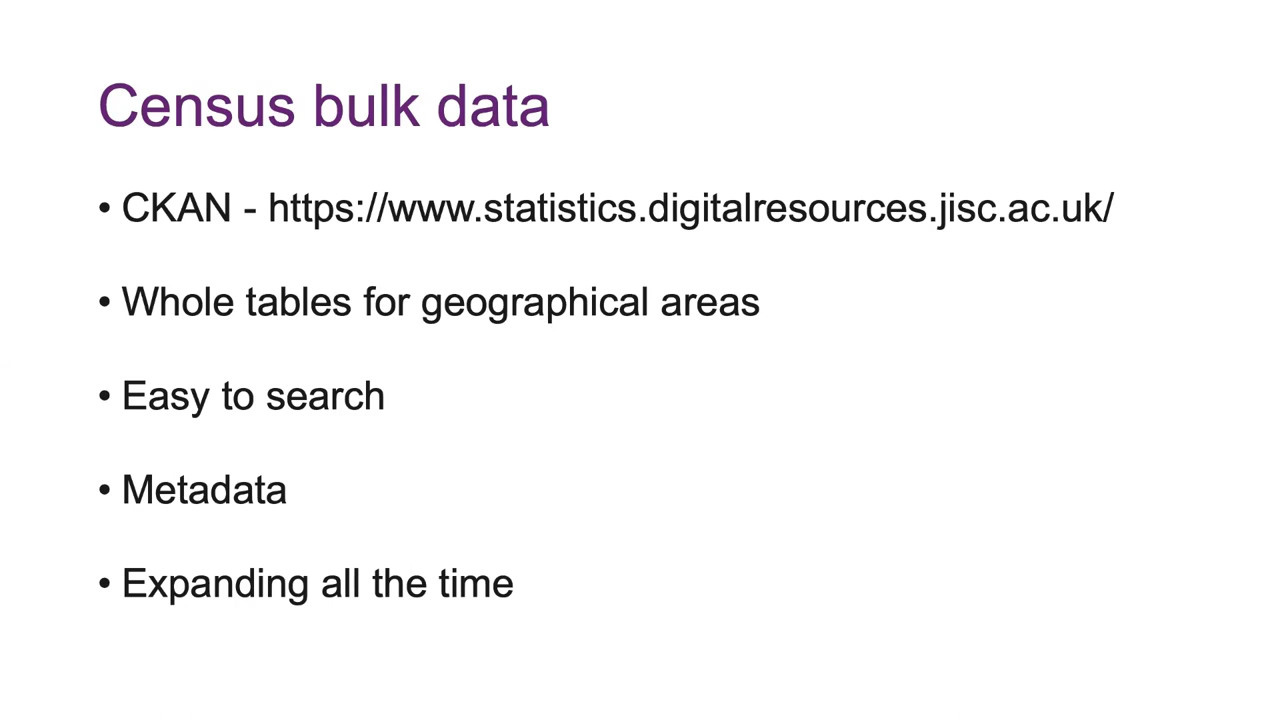 Census bulk data
• CKAN - https://www.statistics.digitalresources.jisc.ac.uk/
• Whole tables for geographical areas
• Easy to search
• Metadata
• Expanding all the time